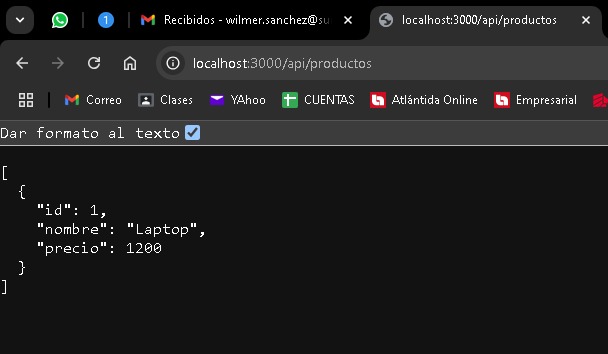 1
Recibidos - wilmer.sanchez@su
localhost:3000/api/productos
localhost:3000/api/productos
Correo
Clases
YAhoo
CUENTAS
Atlántida Online
Empresarial
Dar formato al texto
[
  {
    "id": 1,
    "nombre": "Laptop",
    "precio": 1200
  }
]